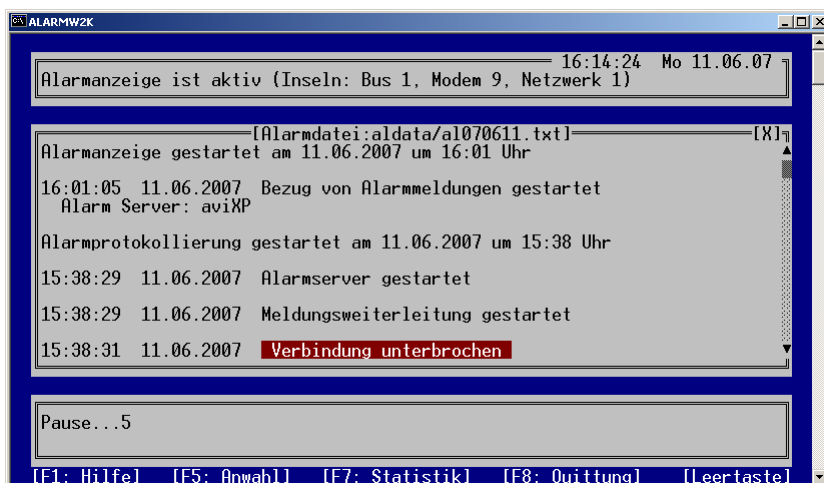 ALARMW2K
16:14:24 Mo 11.06.07
Alarmanzeige ist aktiv (Inseln: Bus 1, Modem 9, Netzwerk 1)
[Alarmdatei:aldata/al070611.txt] [X]
Alarmanzeige gestartet am 11.06.2007 um 16:01 Uhr
16:01:05 11.06.2007 Bezug von Alarmmeldungen gestartet
Alarm Server: aviXP
Alarmprotokollierung gestartet am 11.06.2007 um 15:38 Uhr
15:38:29 11.06.2007 Alarmserver gestartet
15:38:29 11.06.2007 Meldungsweiterleitung gestartet
15:38:31 11.06.2007 Verbindung unterbrochen
Pause...5
[F1: Hilfe] [F5: Anwahl] [F7: Statistik] [F8: Quittung] [Leertaste]